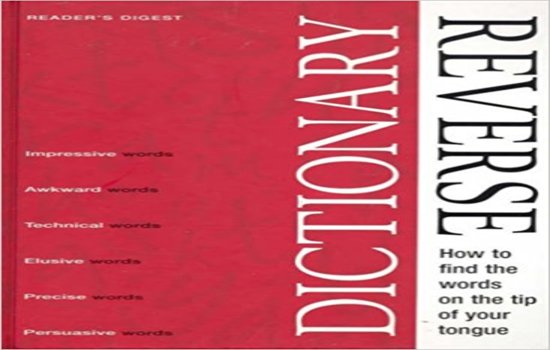 READER'S DIGEST
REVERSE
DICTIONARY
Impressive words
Awkward words
Technical words
Elusive words
Precise words
Persuasive words
How to
find the
words
on the tip
of your
tongue